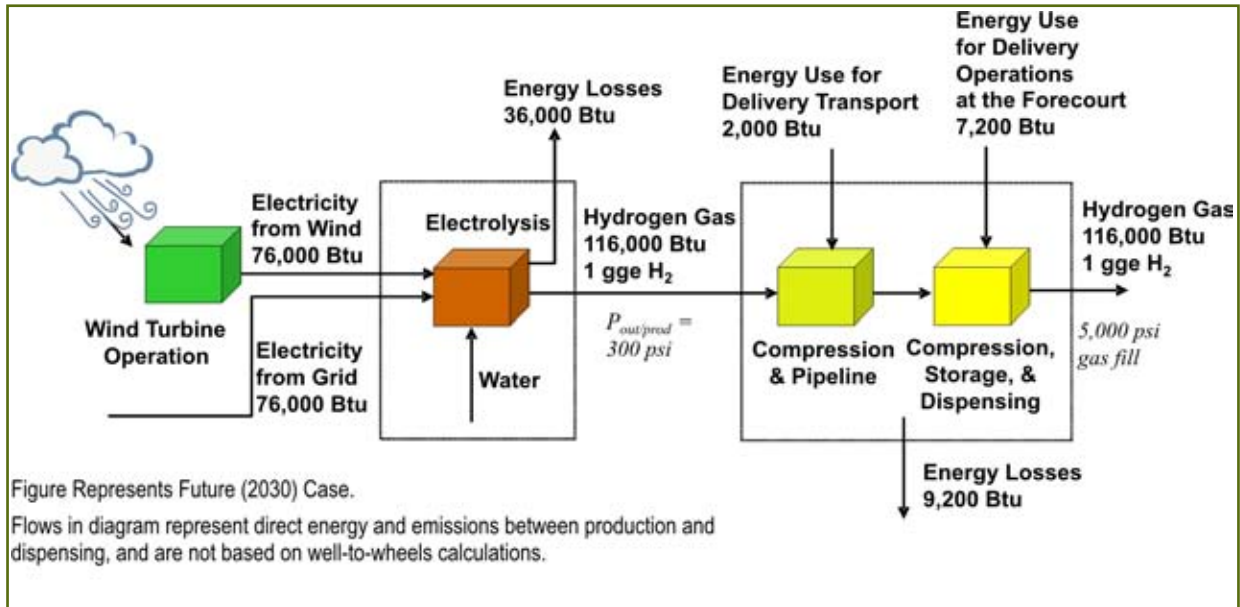 Energy Losses
36,000 Btu
Energy Use for
Delivery Transport
2,000 Btu
Energy Use
for Delivery
Operations
at the Forecourt
7,200 Btu
Electricity
from Wind
76,000 Btu
Electrolysis
Hydrogen Gas
116,000 Btu
1 gge H₂
Hydrogen Gas
116,000 Btu
1 gge H₂
Wind Turbine
Operation
Electricity
from Grid
76,000 Btu
Water
P_out/prod =
300 psi
Compression
& Pipeline
Compression,
Storage, &
Dispensing
5,000 psi
gas fill
Energy Losses
9,200 Btu
Figure Represents Future (2030) Case.
Flows in diagram represent direct energy and emissions between production and
dispensing, and are not based on well-to-wheels calculations.